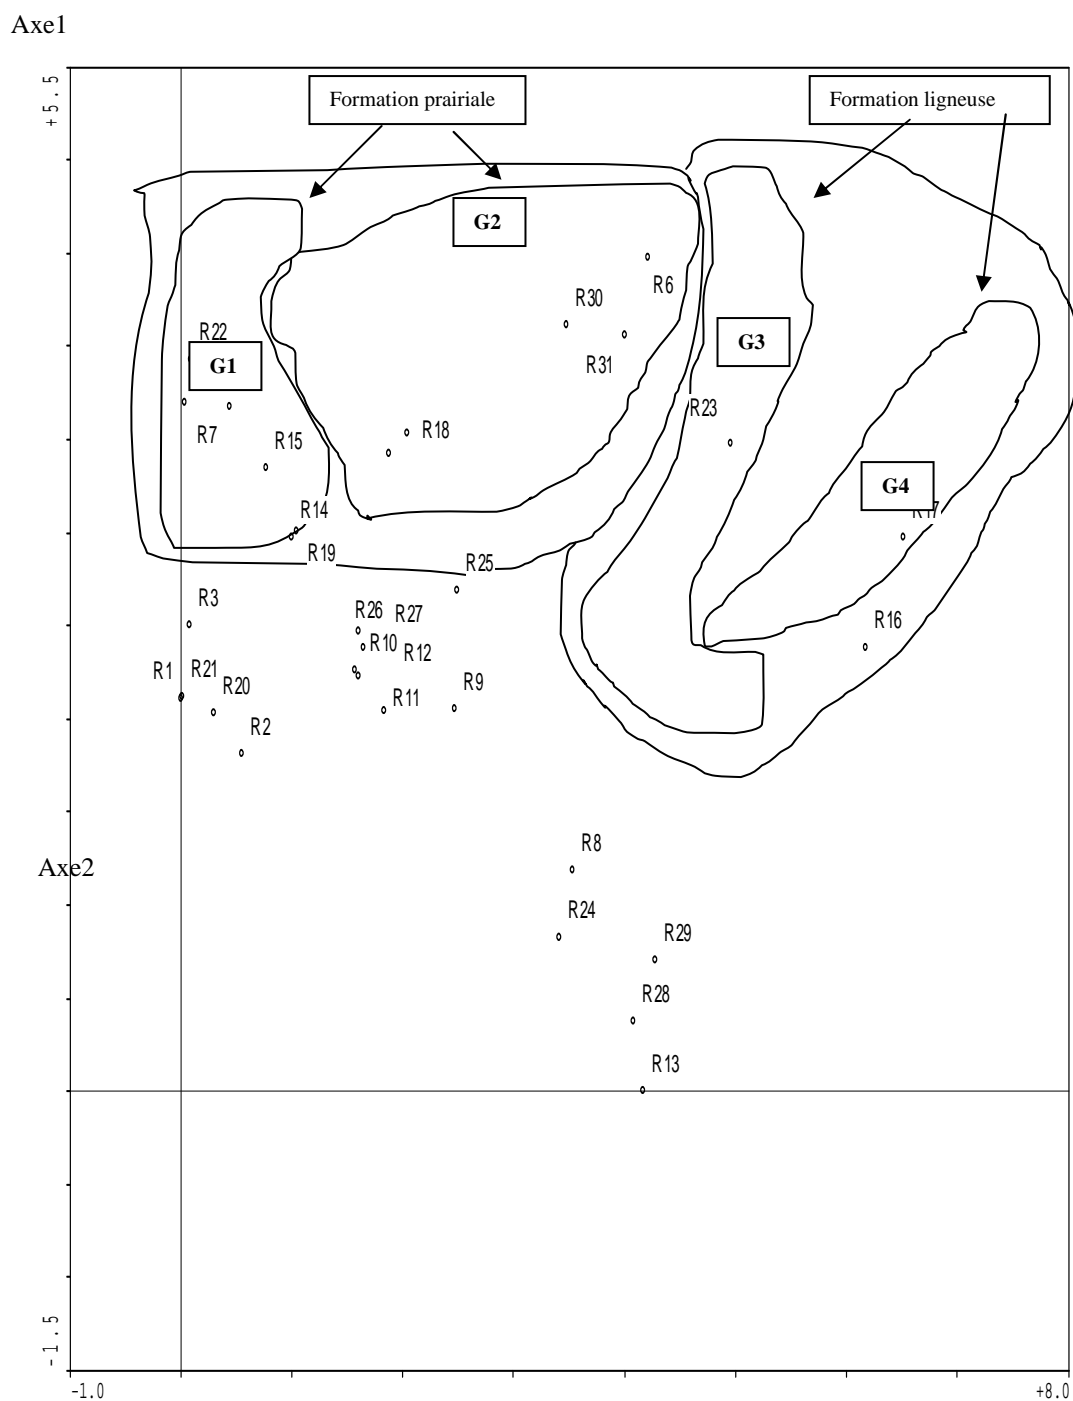 Axe1
+5.5
Formation prairiale
Formation ligneuse
G2
R6
R30
R22
G3
R31
G1
R23
R7
R15
R18
G4
R17
R14
R19
R25
R3
R26
R27
R16
R10
R12
R1
R21
R20
R9
R11
R2
R8
Axe2
R24
R29
R28
R13
-1.5
-1.0
+8.0